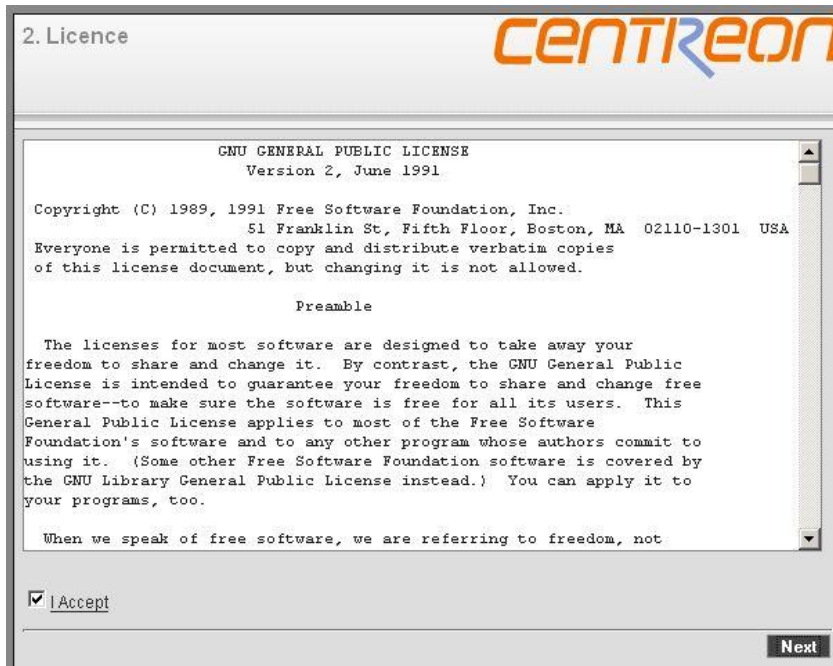 2. Licence
CENTREON
GNU GENERAL PUBLIC LICENSE
Version 2, June 1991
Copyright (C) 1989, 1991 Free Software Foundation, Inc.
51 Franklin St, Fifth Floor, Boston, MA 02110-1301 USA
Everyone is permitted to copy and distribute verbatim copies
of this license document, but changing it is not allowed.
Preamble
The licenses for most software are designed to take away your
freedom to share and change it. By contrast, the GNU General Public
License is intended to guarantee your freedom to share and change free
software--to make sure the software is free for all its users. This
General Public License applies to most of the Free Software
Foundation's software and to any other program whose authors commit to
using it. (Some other Free Software Foundation software is covered by
the GNU Library General Public License instead.) You can apply it to
your programs, too.
When we speak of free software, we are referring to freedom, not
I Accept
Next